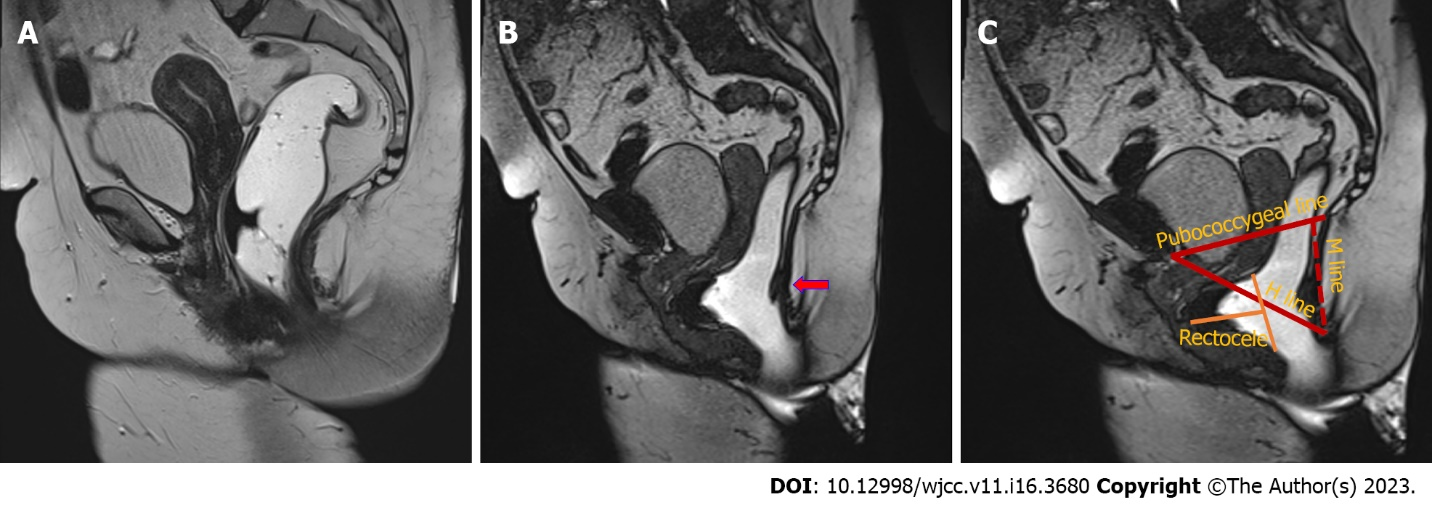 A
B
C
Pubococcygeal line
M line
H line
Rectocele
DOI: 10.12998/wjcc.v11.i16.3680 Copyright ©The Author(s) 2023.